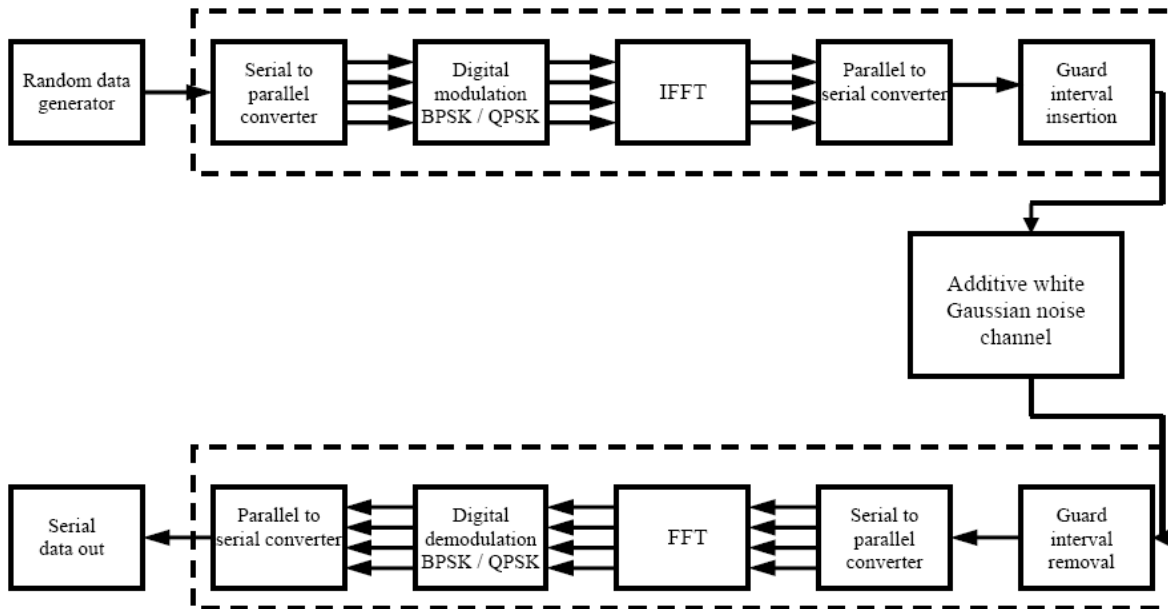 Random data
generator
Serial to
parallel
converter
Digital
modulation
BPSK / QPSK
IFFT
Parallel to
serial converter
Guard
interval
insertion
Additive white
Gaussian noise
channel
Serial
data out
Parallel to
serial converter
Digital
demodulation
BPSK / QPSK
FFT
Serial to
parallel
converter
Guard
interval
removal